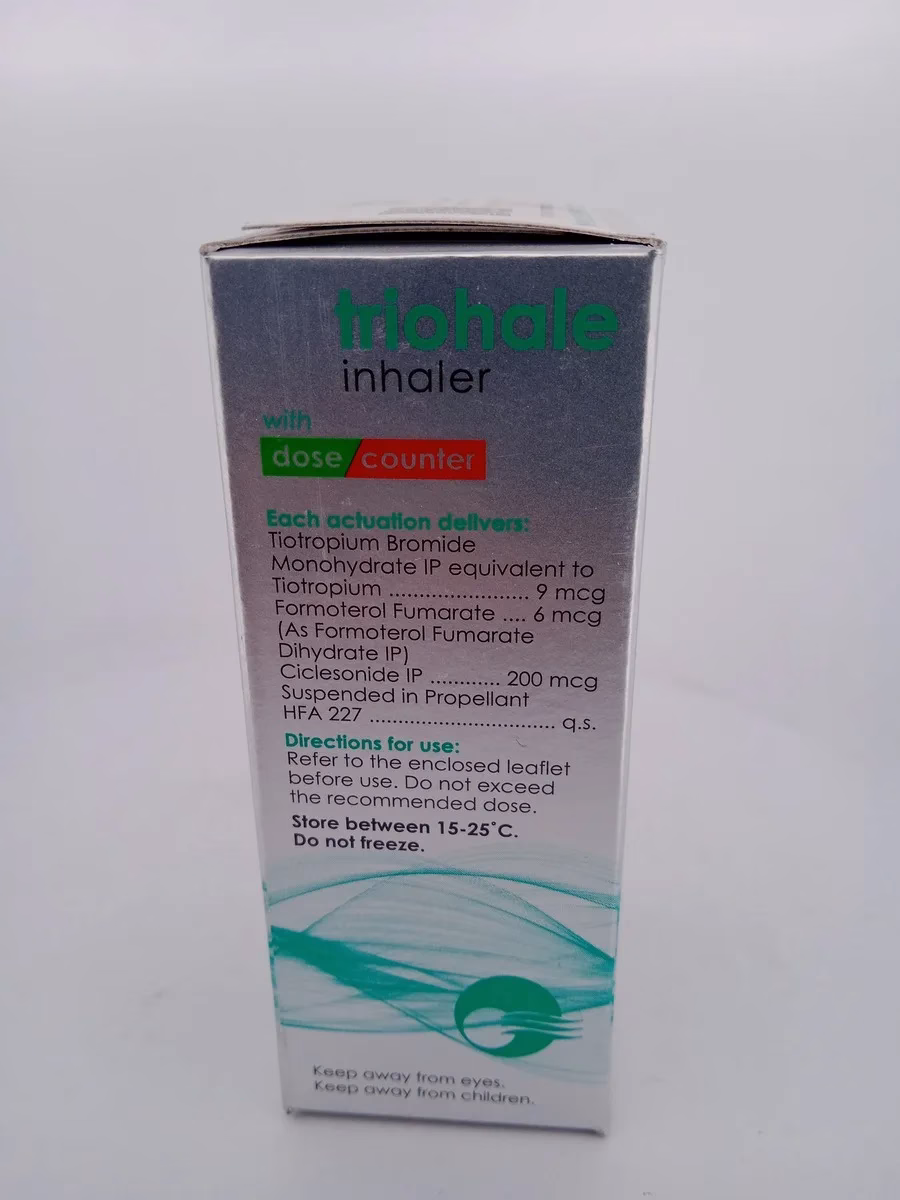 triohale
inhaler
with
dose/counter
Each actuation delivers:
Tiotropium Bromide
Monohydrate IP equivalent to
Tiotropium ........................ 9 mcg
Formoterol Fumarate .... 6 mcg
(As Formoterol Fumarate
Dihydrate IP)
Ciclesonide IP ............ 200 mcg
Suspended in Propellant
HFA 227 ................................ q.s.
Directions for use:
Refer to the enclosed leaflet
before use. Do not exceed
the recommended dose.
Store between 15-25°C.
Do not freeze.
Keep away from eyes.
Keep away from children.